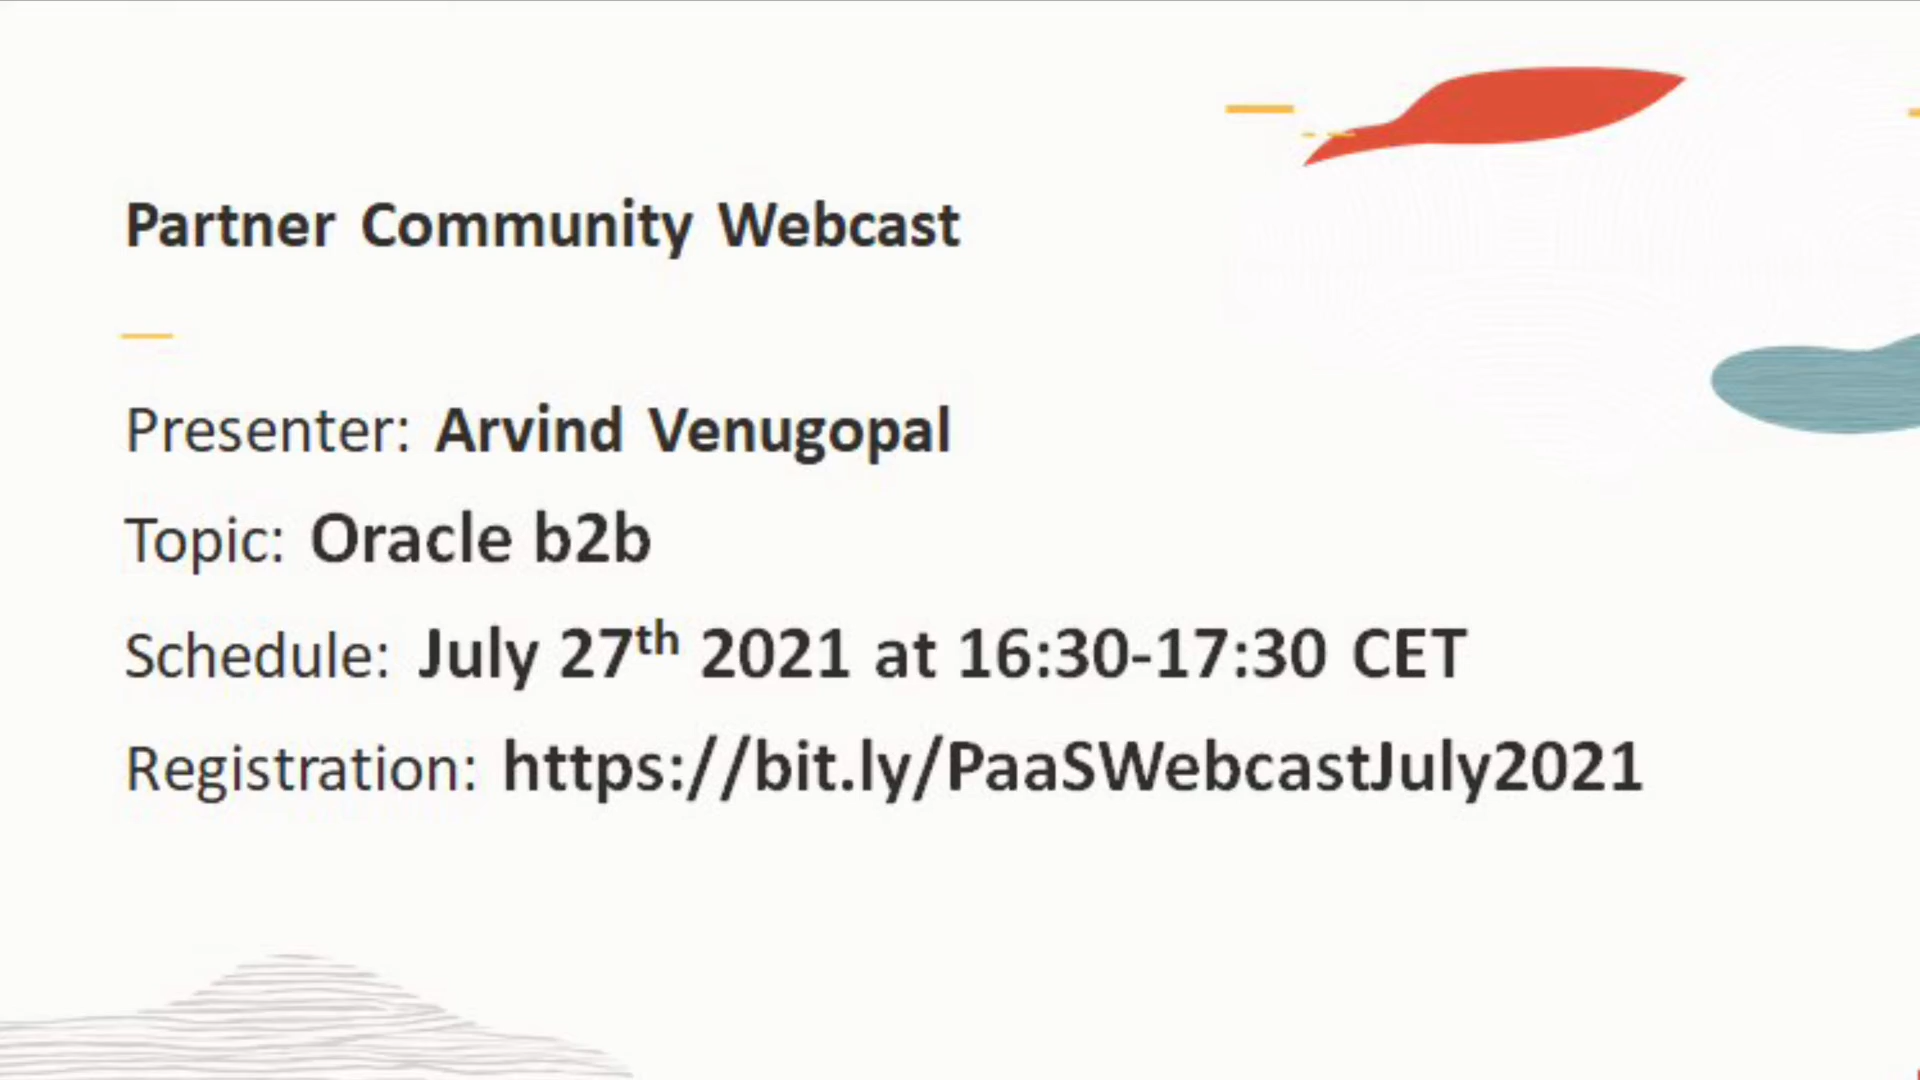 Partner Community Webcast
Presenter: Arvind Venugopal
Topic: Oracle b2b
Schedule: July 27th 2021 at 16:30-17:30 CET
Registration: https://bit.ly/PaaSWebcastJuly2021